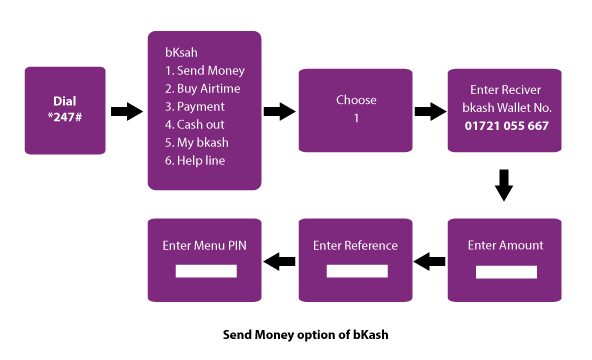 Dial
*247#
bKsah
1. Send Money
2. Buy Airtime
3. Payment
4. Cash out
5. My bkash
6. Help line
Choose
1
Enter Reciver
bkash Wallet No.
01721 055 667
Enter Amount
Enter Reference
Enter Menu PIN
Send Money option of bKash